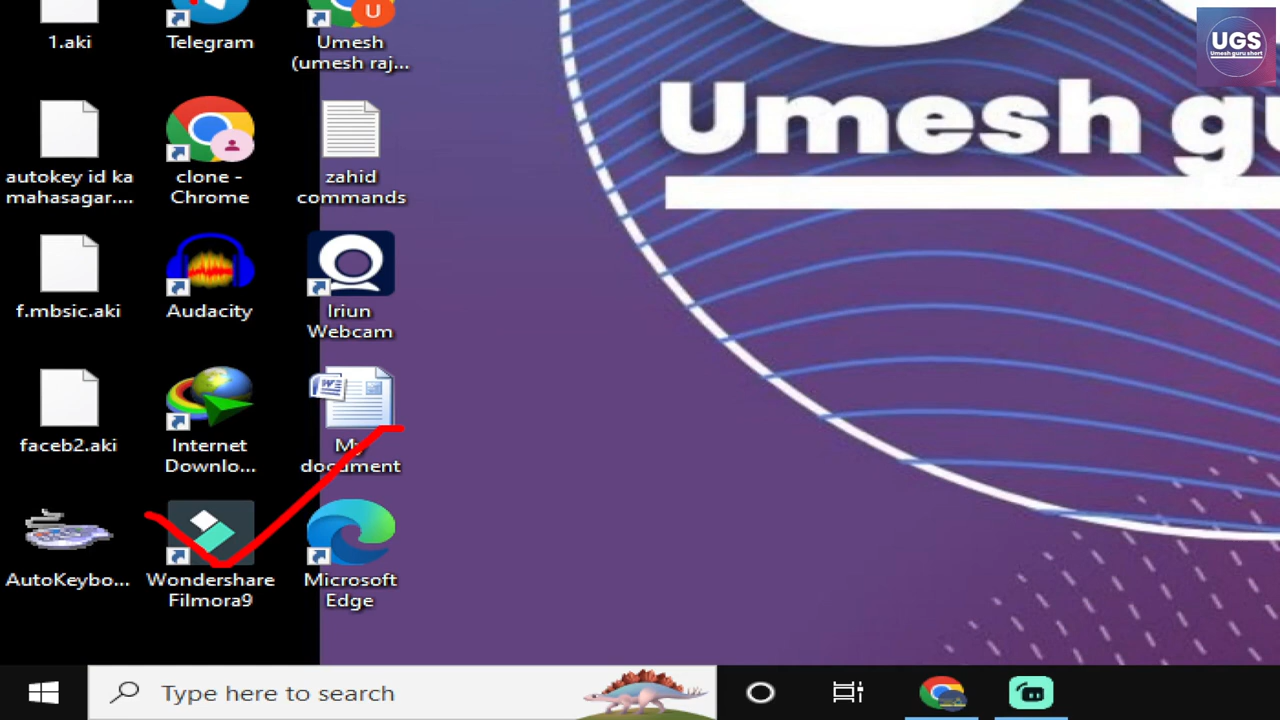 1.aki
Telegram
U
Umesh
(umesh raj...
UGS
Umesh guru short
Umesh gu
autokey id ka
mahasagar....
clone -
Chrome
zahid
commands
f.mbsic.aki
Audacity
Iriun
Webcam
faceb2.aki
Internet
Downlo...
W
My
document
AutoKeybo...
Wondershare
Filmora9
Microsoft
Edge
Type here to search